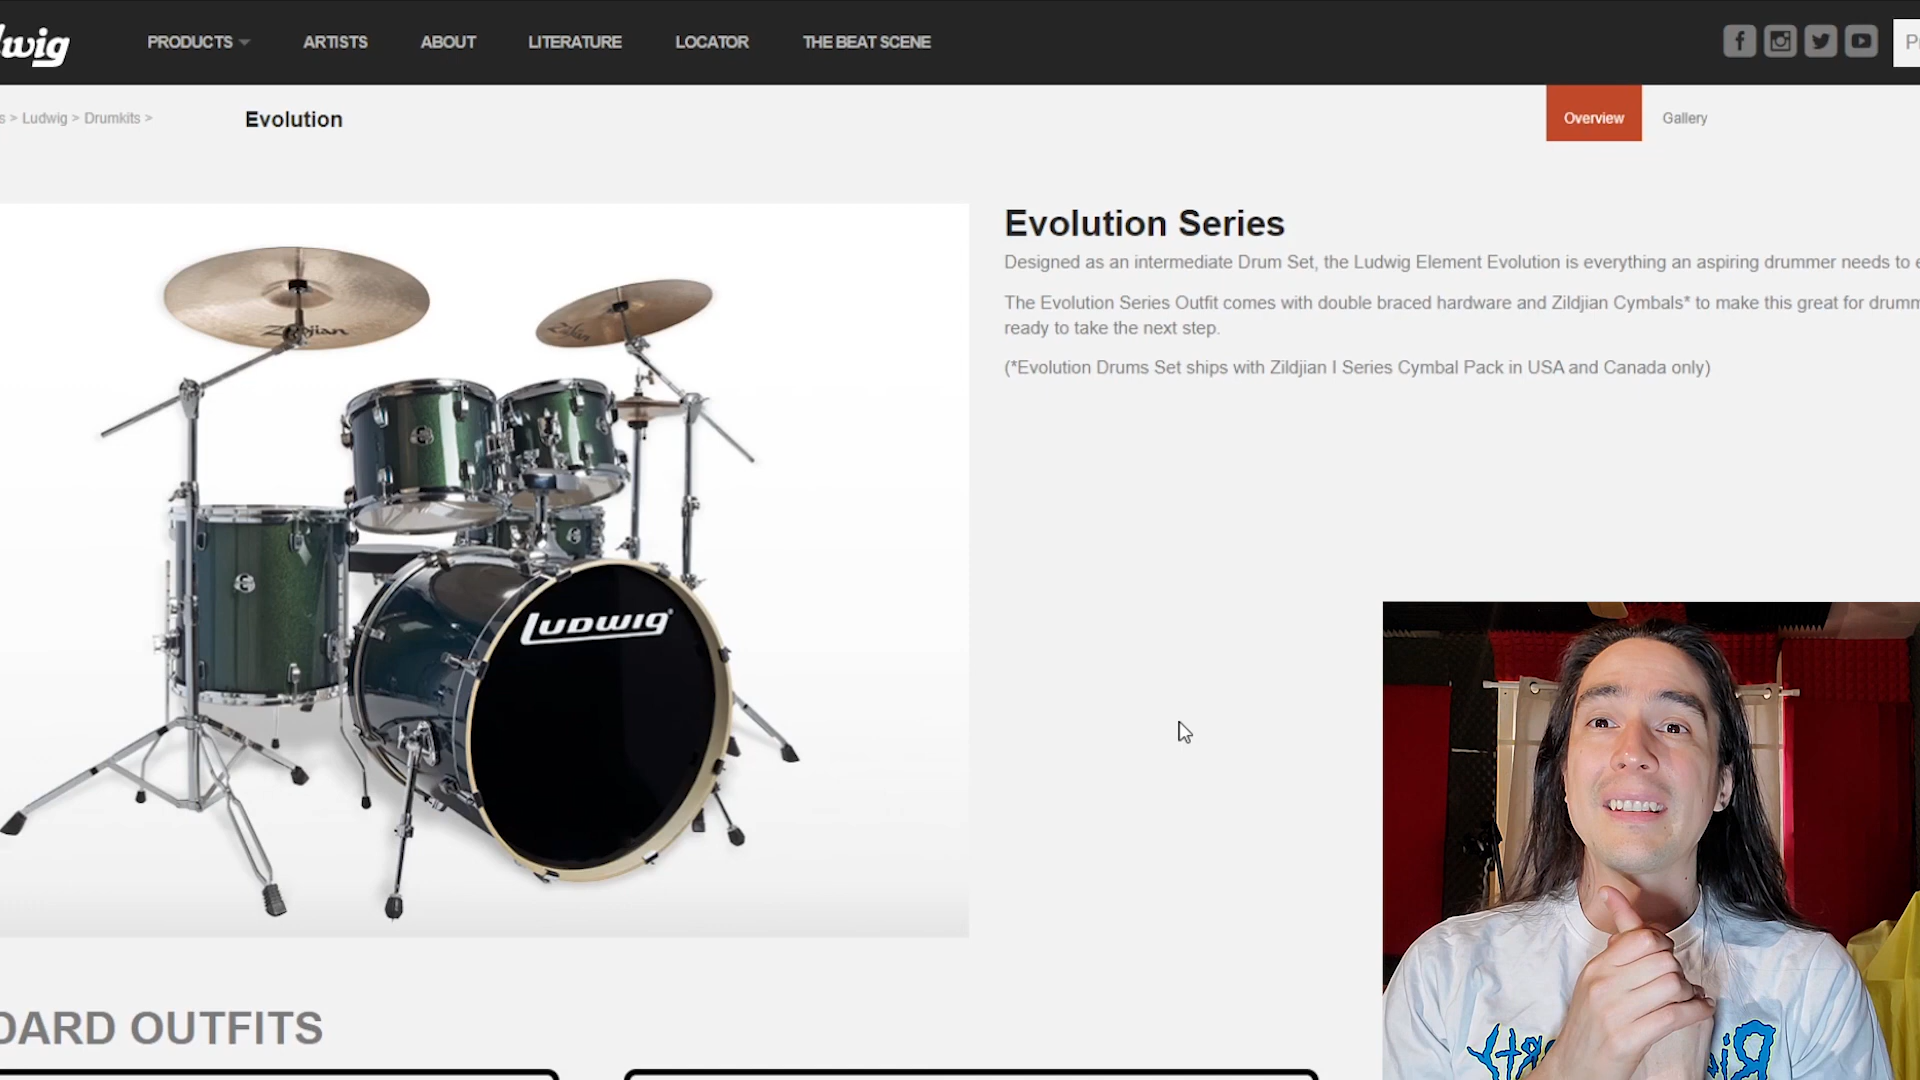 PRODUCTS
ARTISTS
ABOUT
LITERATURE
LOCATOR
THE BEAT SCENE
> Ludwig > Drumkits >
Evolution
Overview
Gallery
Zildjian
Zildjian
Ludwig
Evolution Series
Designed as an intermediate Drum Set, the Ludwig Element Evolution is everything an aspiring drummer needs to
The Evolution Series Outfit comes with double braced hardware and Zildjian Cymbals* to make this great for
ready to take the next step.
(*Evolution Drums Set ships with Zildjian I Series Cymbal Pack in USA and Canada only)
OUTFITS